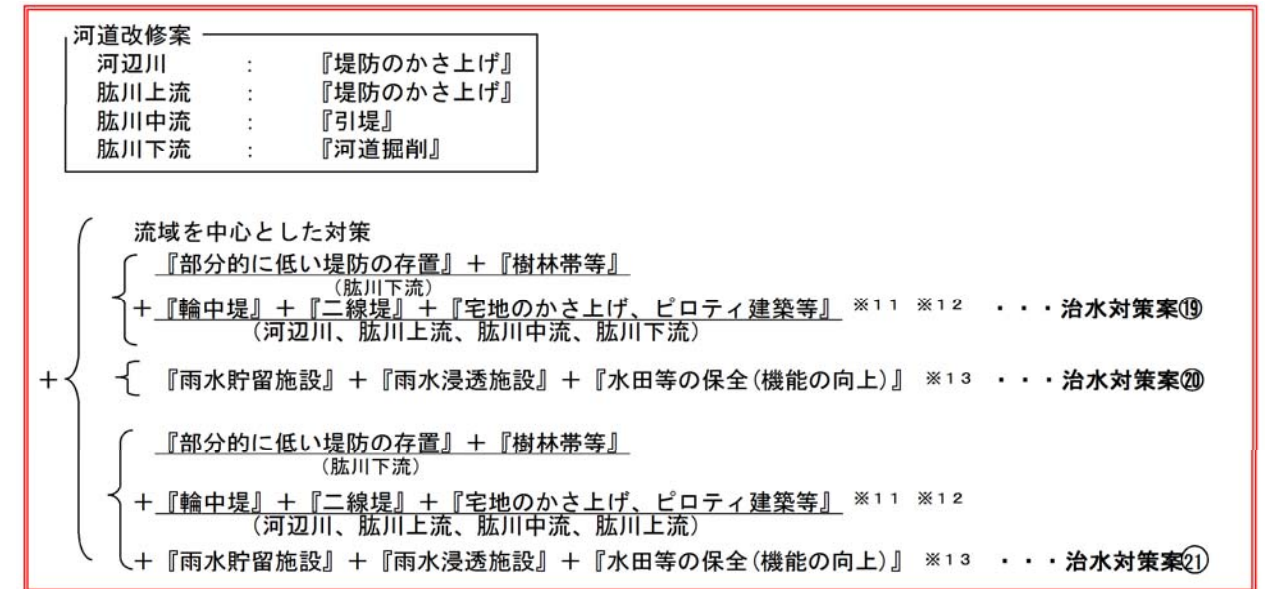 河道改修案
河辺川 : 『堤防のかさ上げ』
肱川上流 : 『堤防のかさ上げ』
肱川中流 : 『引堤』
肱川下流 : 『河道掘削』
流域を中心とした対策
『部分的に低い堤防の存置』＋『樹林帯等』
(肱川下流)
＋『輪中堤』＋『二線堤』＋『宅地のかさ上げ、ピロティ建築等』 ※11 ※12 ・・・治水対策案⑲
(河辺川、肱川上流、肱川中流、肱川下流)
＋ 『雨水貯留施設』＋『雨水浸透施設』＋『水田等の保全(機能の向上)』 ※13 ・・・治水対策案⑳
『部分的に低い堤防の存置』＋『樹林帯等』
(肱川下流)
＋『輪中堤』＋『二線堤』＋『宅地のかさ上げ、ピロティ建築等』 ※11 ※12
(河辺川、肱川上流、肱川中流、肱川上流)
＋『雨水貯留施設』＋『雨水浸透施設』＋『水田等の保全(機能の向上)』 ※13 ・・・治水対策案㉑